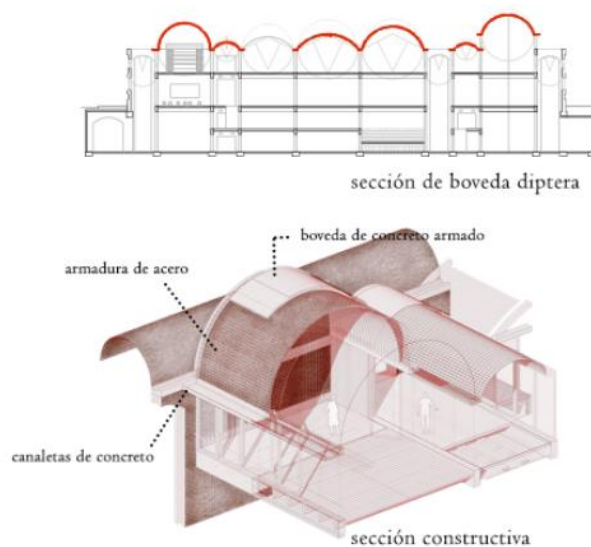 sección de boveda diptera
boveda de concreto armado
armadura de acero
canaletas de concreto
sección constructiva